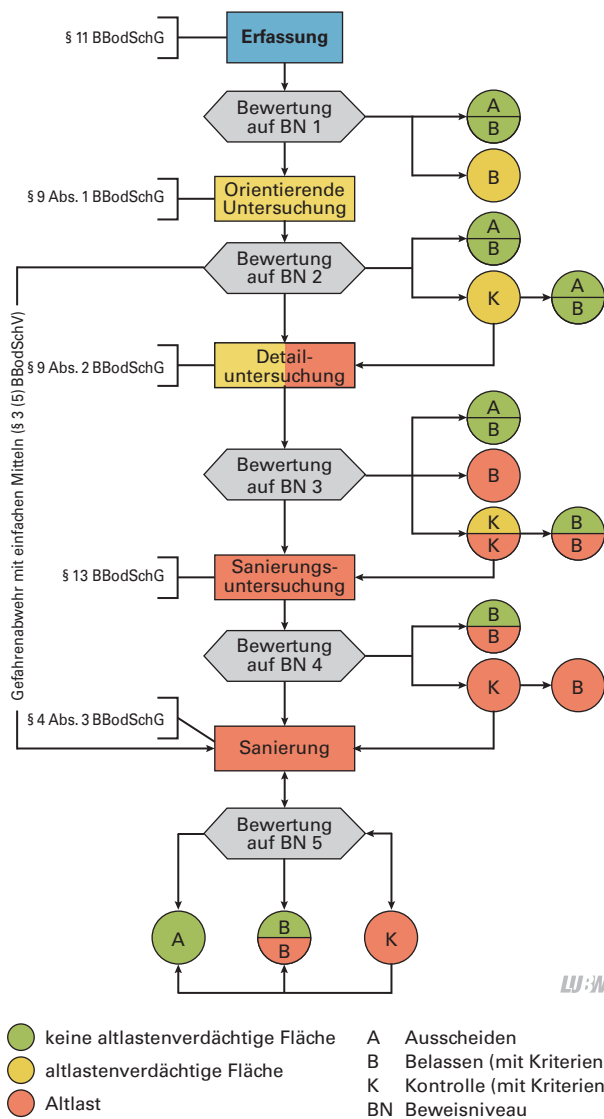 § 11 BBodSchG
Erfassung
Bewertung
auf BN 1
A
B
B
§ 9 Abs. 1 BBodSchG
Orientierende
Untersuchung
Bewertung
auf BN 2
A
B
K
A
B
Gefahrenabwehr mit einfachen Mitteln (§ 3 (5) BBodSchV)
§ 9 Abs. 2 BBodSchG
Detail-
untersuchung
Bewertung
auf BN 3
A
B
B
K
K
B
B
§ 13 BBodSchG
Sanierungs-
untersuchung
Bewertung
auf BN 4
B
B
K
B
§ 4 Abs. 3 BBodSchG
Sanierung
Bewertung
auf BN 5
A
B
B
K
keine altlastenverdächtige Fläche
altlastenverdächtige Fläche
Altlast
A Ausscheiden
B Belassen (mit Kriterien
K Kontrolle (mit Kriterien
BN Beweisniveau